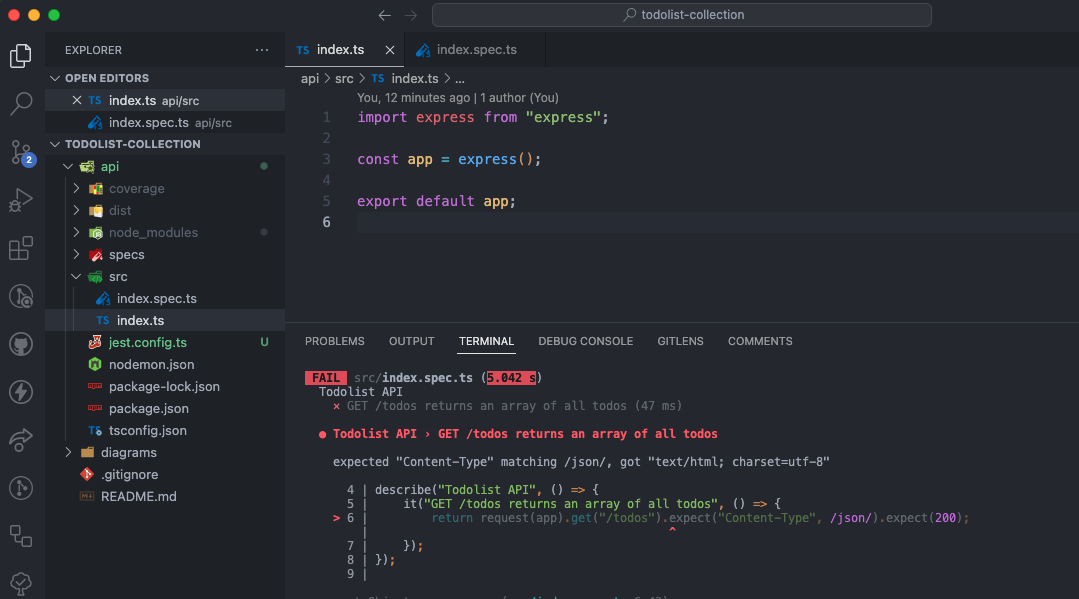 todolist-collection
EXPLORER
index.ts
index.spec.ts
OPEN EDITORS
api > src > TS index.ts > ...
TS index.ts api/src
index.spec.ts api/src
You, 12 minutes ago | 1 author (You)
1 import express from "express";
2
3 const app = express();
4
5 export default app;
6
TODOLIST-COLLECTION
2
api
coverage
dist
node_modules
specs
src
index.spec.ts
TS index.ts
jest.config.ts U
nodemon.json
package-lock.json
package.json
TS tsconfig.json
diagrams
.gitignore
README.md
PROBLEMS OUTPUT TERMINAL DEBUG CONSOLE GITLENS COMMENTS
FAIL src/index.spec.ts (5.042 s)
Todolist API
× GET /todos returns an array of all todos (47 ms)
● Todolist API › GET /todos returns an array of all todos
expected "Content-Type" matching /json/, got "text/html; charset=utf-8"
4 | describe("Todolist API", () => {
5 | it("GET /todos returns an array of all todos", () => {
> 6 | return request(app).get("/todos").expect("Content-Type", /json/).expect(200);
| ^
7 | });
8 | });
9 |